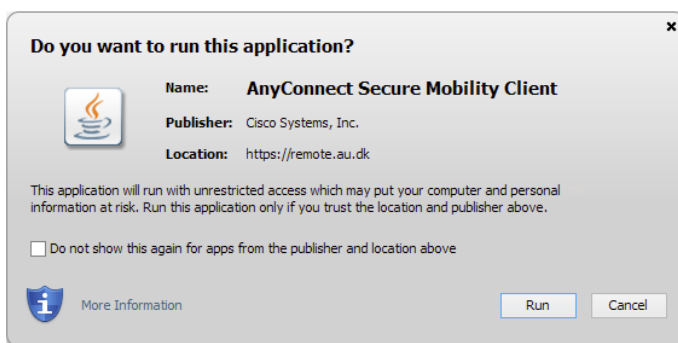 Do you want to run this application?
Name: AnyConnect Secure Mobility Client
Publisher: Cisco Systems, Inc.
Location: https://remote.au.dk
This application will run with unrestricted access which may put your computer and personal
information at risk. Run this application only if you trust the location and publisher above.
Do not show this again for apps from the publisher and location above
More Information
Run
Cancel